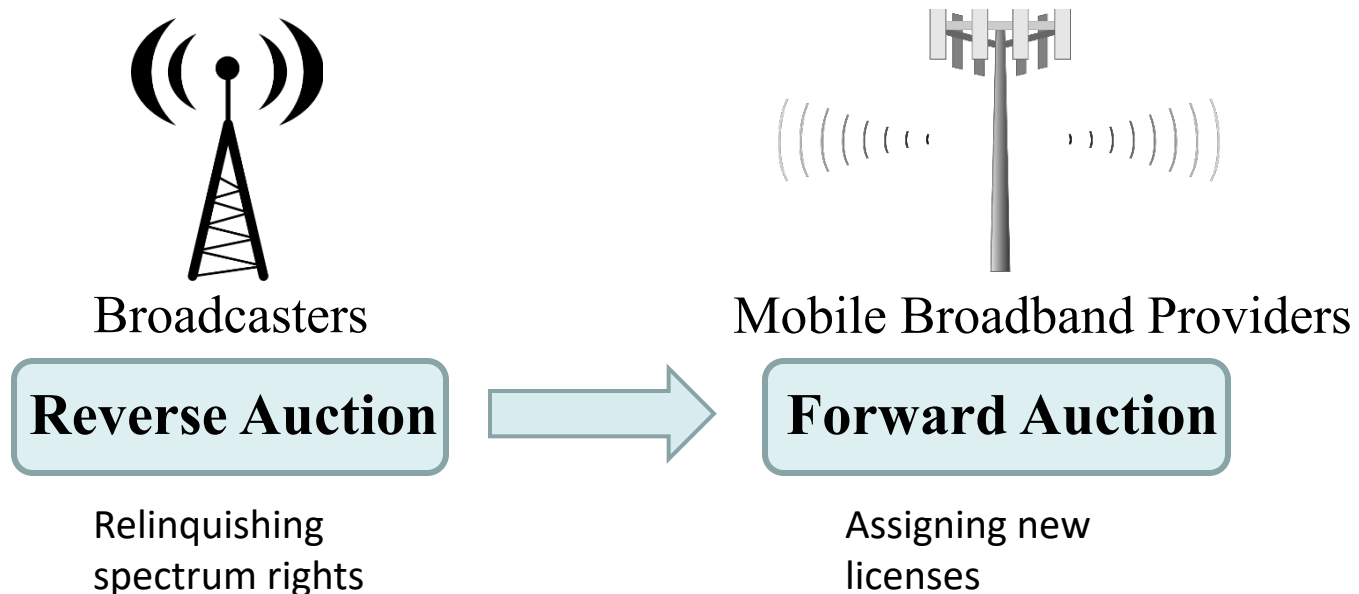 Broadcasters
Reverse Auction
Relinquishing
spectrum rights
Mobile Broadband Providers
Forward Auction
Assigning new
licenses